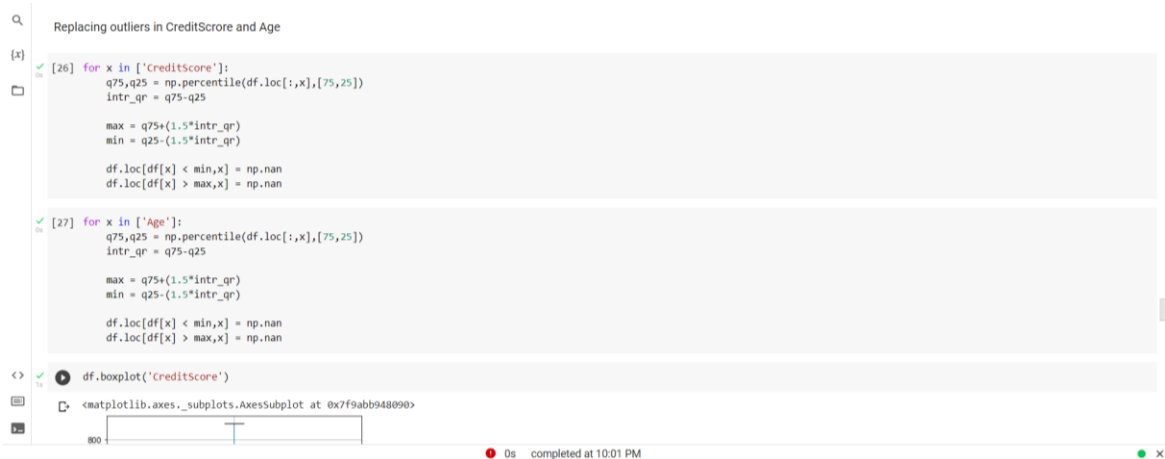 Replacing outliers in CreditScrore and Age
{x}
[26] for x in ['CreditScore']:
q75,q25 = np.percentile(df.loc[:,x],[75,25])
intr_qr = q75-q25
max = q75+(1.5*intr_qr)
min = q25-(1.5*intr_qr)
df.loc[df[x] < min,x] = np.nan
df.loc[df[x] > max,x] = np.nan
0s
[27] for x in ['Age']:
q75,q25 = np.percentile(df.loc[:,x],[75,25])
intr_qr = q75-q25
max = q75+(1.5*intr_qr)
min = q25-(1.5*intr_qr)
df.loc[df[x] < min,x] = np.nan
df.loc[df[x] > max,x] = np.nan
0s
<> df.boxplot('CreditScore')
1s
<matplotlib.axes._subplots.AxesSubplot at 0x7f9abb948090>
800
0s completed at 10:01 PM